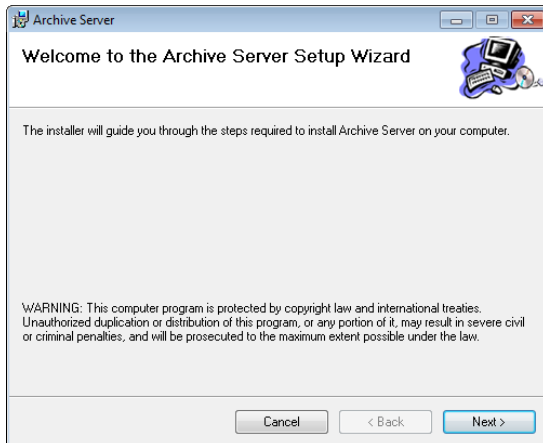 Archive Server
Welcome to the Archive Server Setup Wizard
The installer will guide you through the steps required to install Archive Server on your computer.
WARNING: This computer program is protected by copyright law and international treaties.
Unauthorized duplication or distribution of this program, or any portion of it, may result in severe civil
or criminal penalties, and will be prosecuted to the maximum extent possible under the law.
Cancel
< Back
Next >